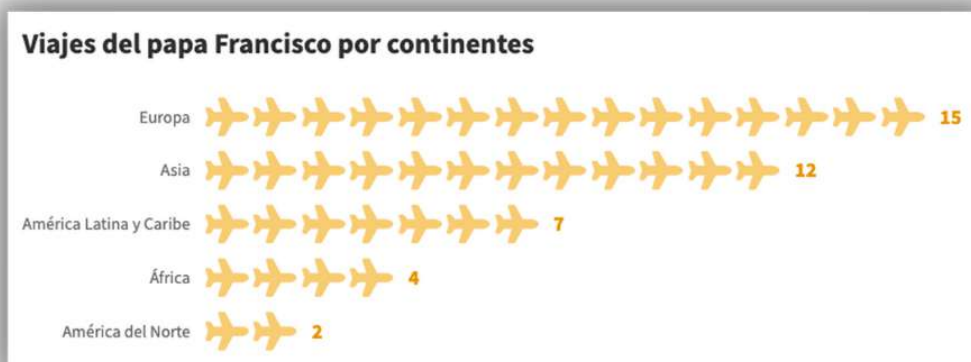 Viajes del papa Francisco por continentes
Europa 15
Asia 12
América Latina y Caribe 7
África 4
América del Norte 2